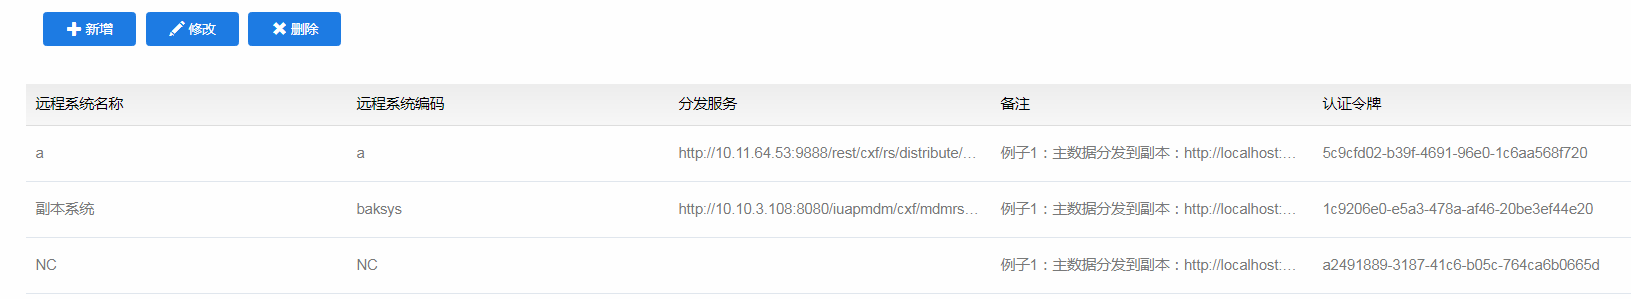 新增 修改 删除
远程系统名称 远程系统编码 分发服务 备注 认证令牌
a a http://10.11.64.53:9888/rest/cxf/rs/distribute/... 例子1：主数据分发到副本：http://localhost:... 5c9cfd02-b39f-4691-96e0-1c6aa568f720
副本系统 baksys http://10.10.3.108:8080/iuapmdm/cxf/mdmrs... 例子1：主数据分发到副本：http://localhost:... 1c9206e0-e5a3-478a-af46-20be3ef44e20
NC NC 例子1：主数据分发到副本：http://localhost:... a2491889-3187-41c6-b05c-764ca6b0665d